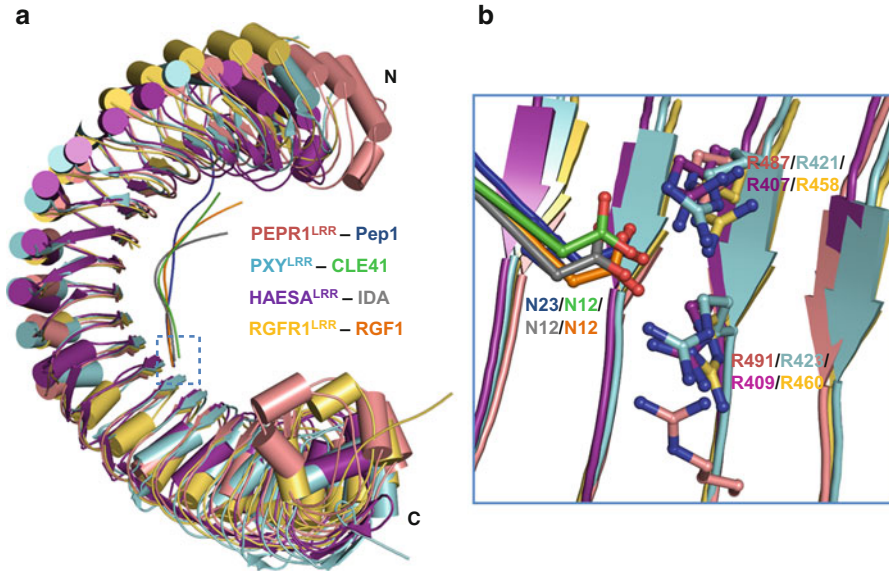 a
N
PEPR1LRR – Pep1
PXYLRR – CLE41
HAESALRR – IDA
RGFR1LRR – RGF1
C
b
R487/R421/
R407/R458
N23/N12/
N12/N12
R491/R423/
R409/R460